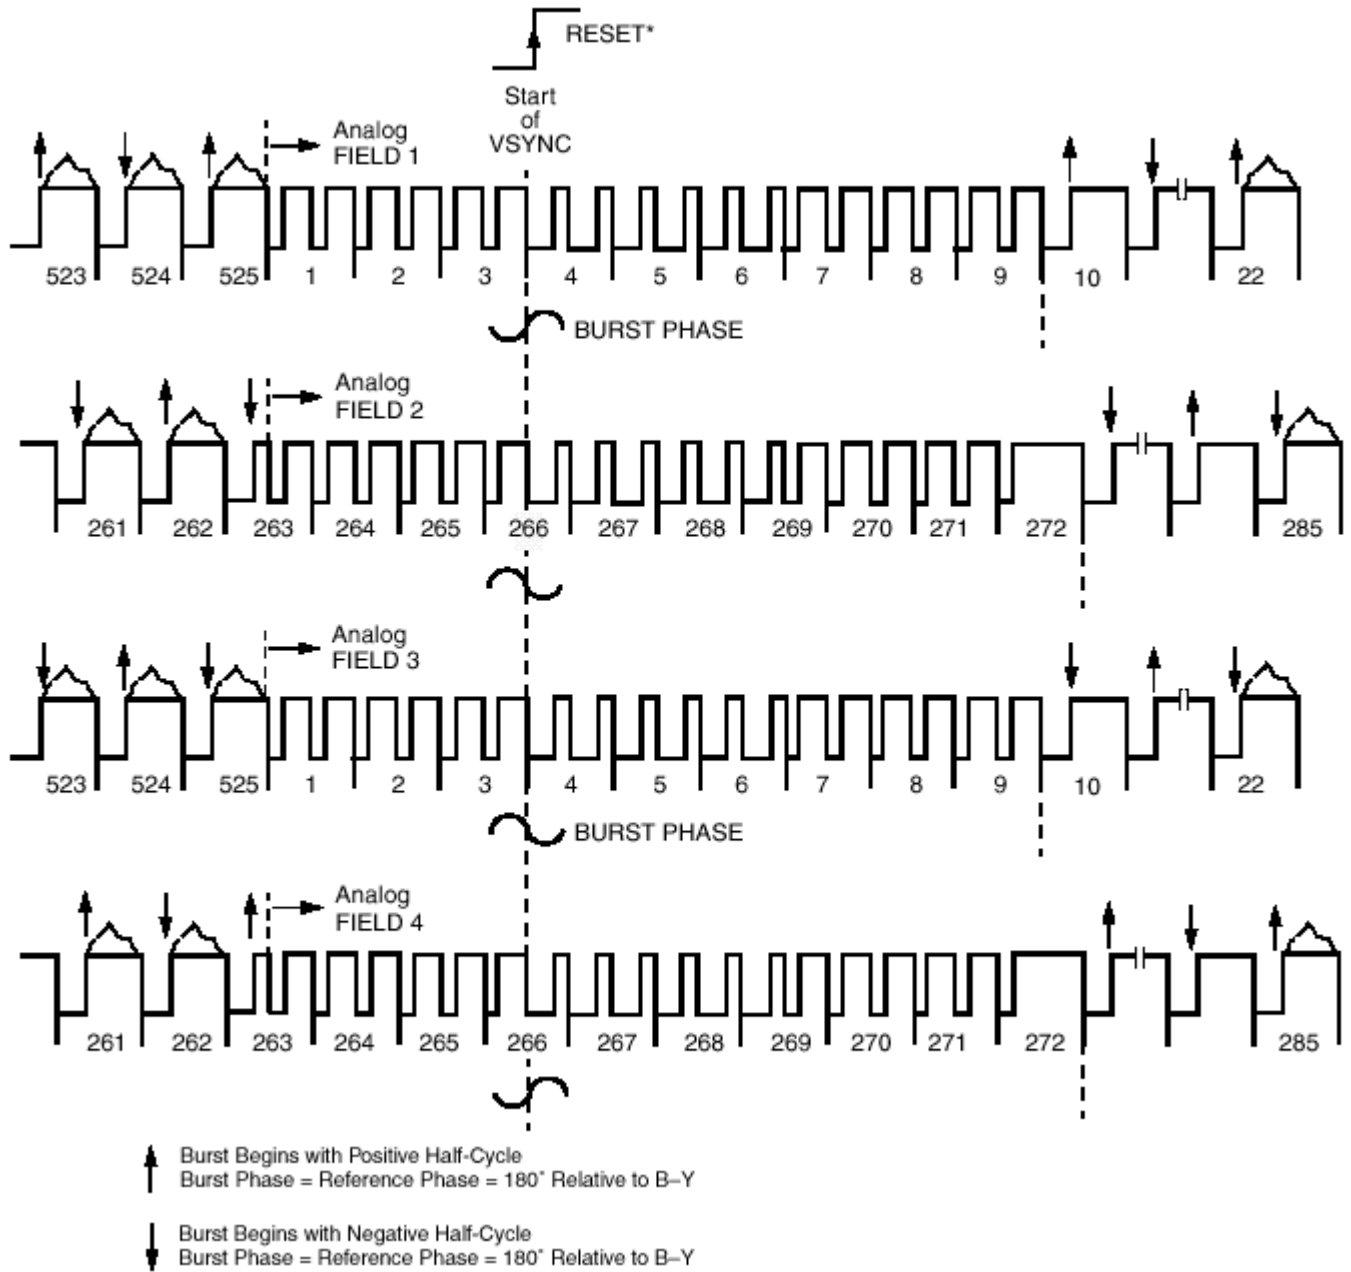 RESET*
Start
of
VSYNC
Analog
FIELD 1
523 524 525 1 2 3 4 5 6 7 8 9 10 22
BURST PHASE
Analog
FIELD 2
261 262 263 264 265 266 267 268 269 270 271 272 285
Analog
FIELD 3
523 524 525 1 2 3 4 5 6 7 8 9 10 22
BURST PHASE
Analog
FIELD 4
261 262 263 264 265 266 267 268 269 270 271 272 285
Burst Begins with Positive Half-Cycle
Burst Phase = Reference Phase = 180° Relative to B–Y
Burst Begins with Negative Half-Cycle
Burst Phase = Reference Phase = 180° Relative to B–Y